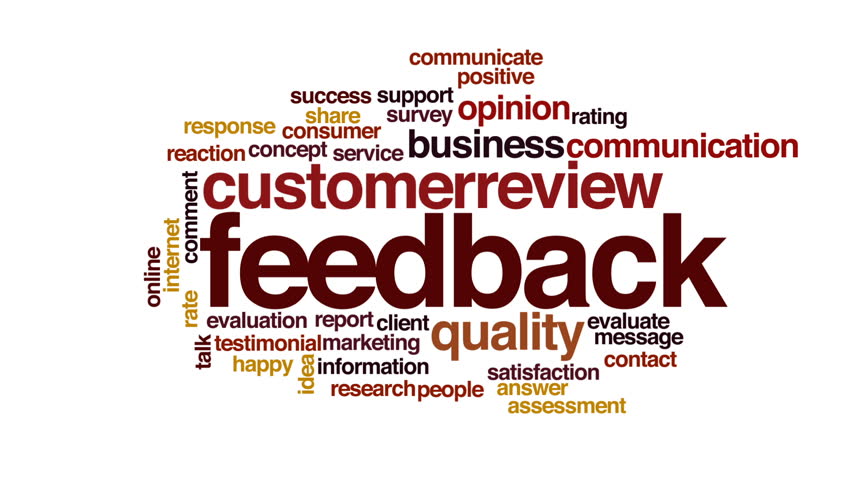 communicate
positive
success support
share survey opinion rating
response consumer
reaction concept service business communication
customer review
comment
feedback
internet
online
rate
evaluation report client quality evaluate
message
talk testimonial marketing
happy idea information satisfaction contact
research people answer
assessment